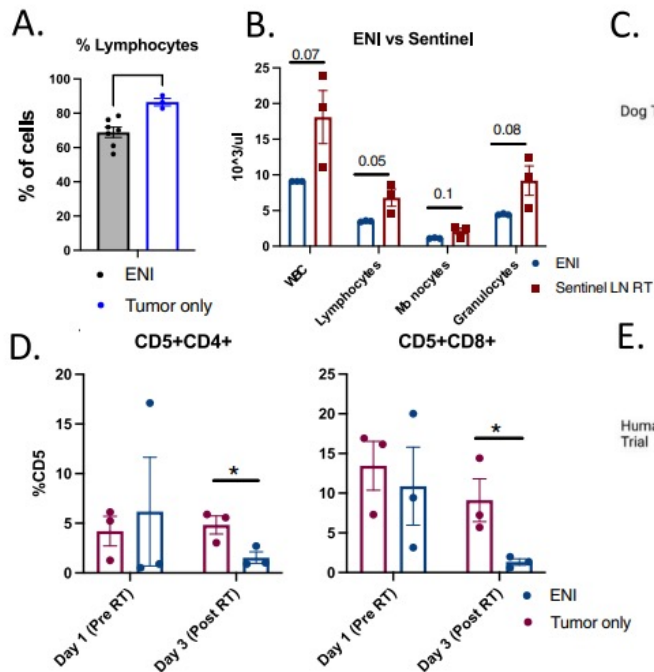 A.
% Lymphocytes
% of cells
100
80
60
40
20
0
ENI
Tumor only
B.
ENI vs Sentinel
10^3/ul
25
20
15
10
5
0
0.07
0.05
0.1
0.08
WBC
Lymphocytes
Monocytes
Granulocytes
ENI
Sentinel LN RT
C.
Dog T
D.
CD5+CD4+
%CD5
20
15
10
5
0
*
Day 1 (Pre RT)
Day 3 (Post RT)
CD5+CD8+
25
20
15
10
5
0
*
Day 1 (Pre RT)
Day 3 (Post RT)
ENI
Tumor only
E.
Huma
Trial